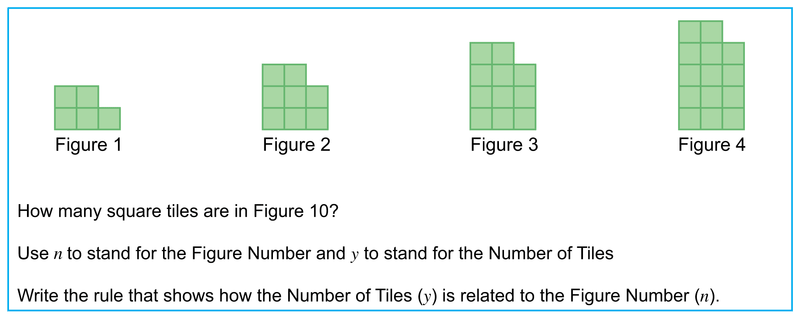 Figure 1 Figure 2 Figure 3 Figure 4
How many square tiles are in Figure 10?
Use n to stand for the Figure Number and y to stand for the Number of Tiles
Write the rule that shows how the Number of Tiles (y) is related to the Figure Number (n).